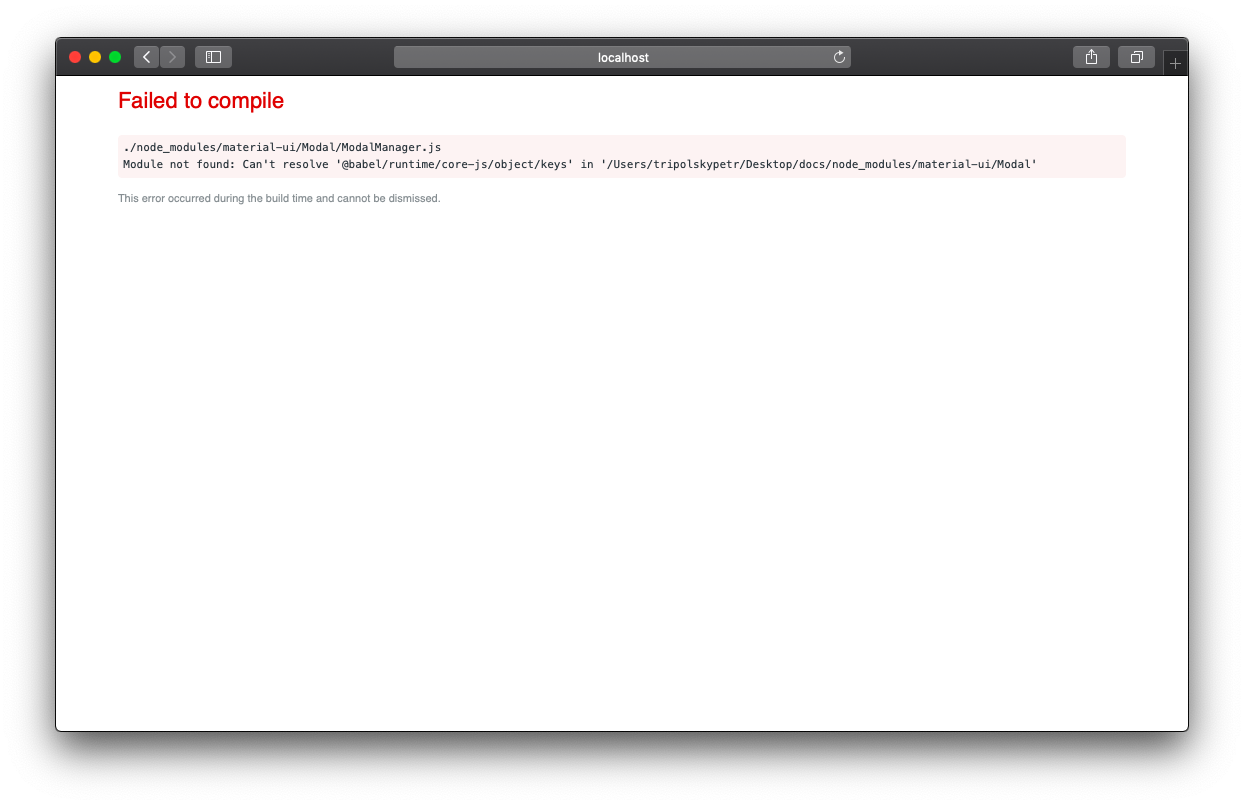 localhost
Failed to compile
./node_modules/material-ui/Modal/ModalManager.js
Module not found: Can't resolve '@babel/runtime/core-js/object/keys' in '/Users/tripolskypetr/Desktop/docs/node_modules/material-ui/Modal'
This error occurred during the build time and cannot be dismissed.